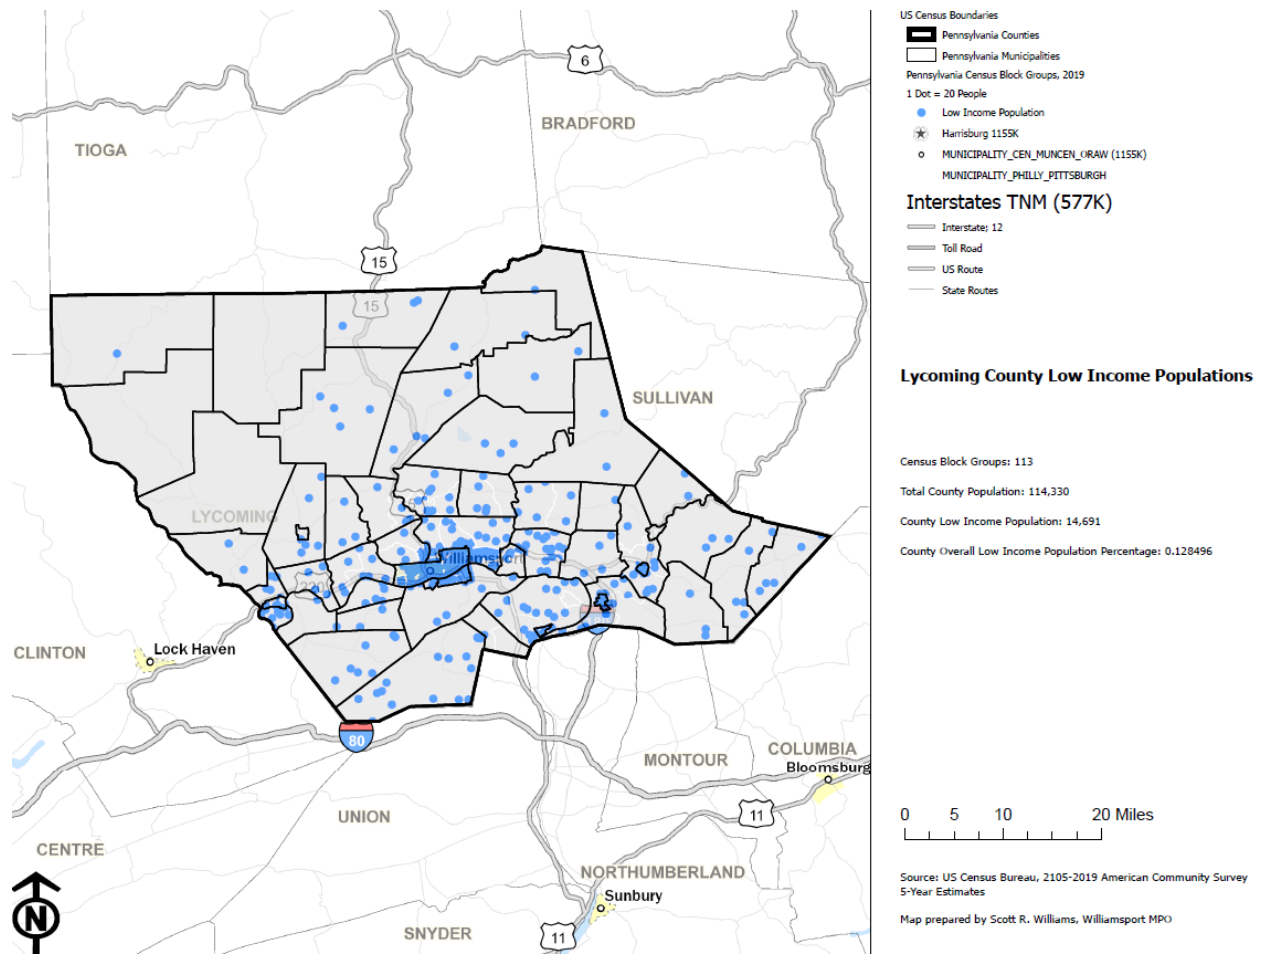 6
BRADFORD
TIOGA
15
15
SULLIVAN
LYCOMING
Williamsport
220
CLINTON
Lock Haven
80
COLUMBIA
MONTOUR
Bloomsburg
11
UNION
CENTRE
NORTHUMBERLAND
Sunbury
SNYDER
11
N
US Census Boundaries
Pennsylvania Counties
Pennsylvania Municipalities
Pennsylvania Census Block Groups, 2019
1 Dot = 20 People
Low Income Population
Harrisburg 1155K
MUNICIPALITY_CEN_MUNCEN_ORAW (1155K)
MUNICIPALITY_PHILLY_PITTSBURGH
Interstates TNM (577K)
Interstate; 12
Toll Road
US Route
State Routes
Lycoming County Low Income Populations
Census Block Groups: 113
Total County Population: 114,330
County Low Income Population: 14,691
County Overall Low Income Population Percentage: 0.128496
0 5 10 20 Miles
Source: US Census Bureau, 2105-2019 American Community Survey
5-Year Estimates
Map prepared by Scott R. Williams, Williamsport MPO